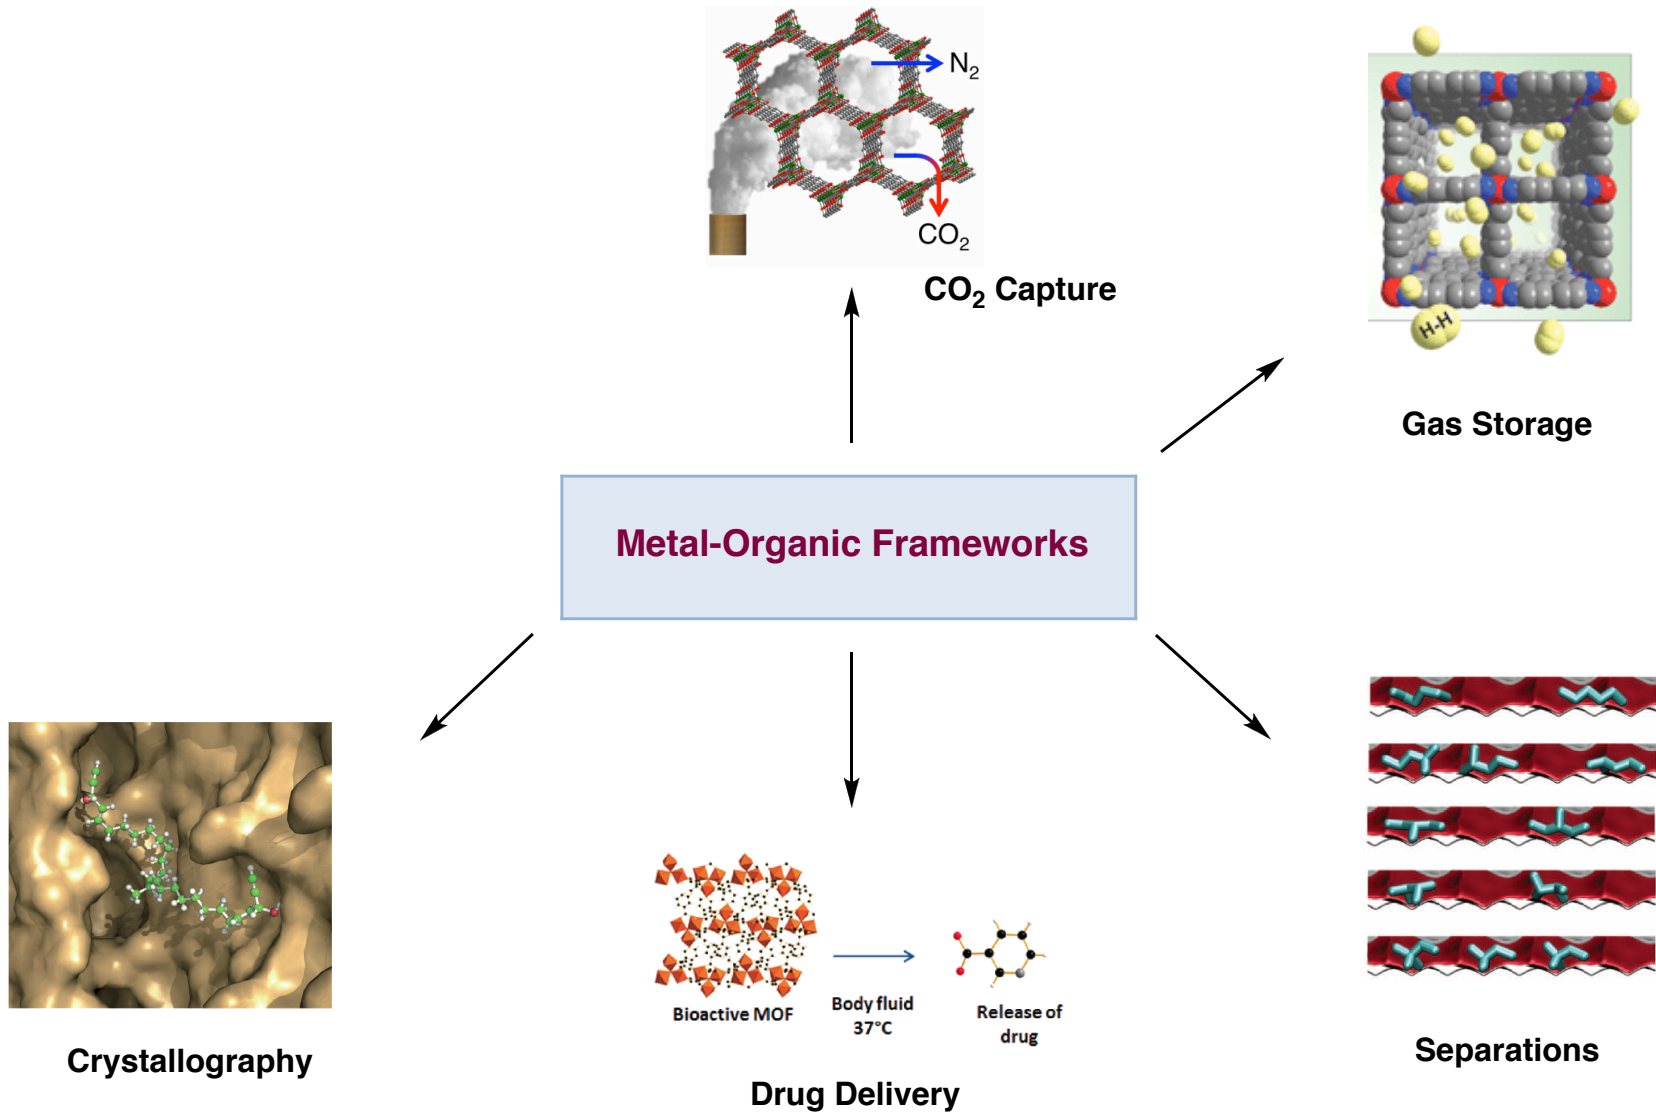 N₂
CO₂
CO₂ Capture
H-H
Gas Storage
Metal-Organic Frameworks
Bioactive MOF
Body fluid
37°C
Release of
drug
Crystallography
Drug Delivery
Separations